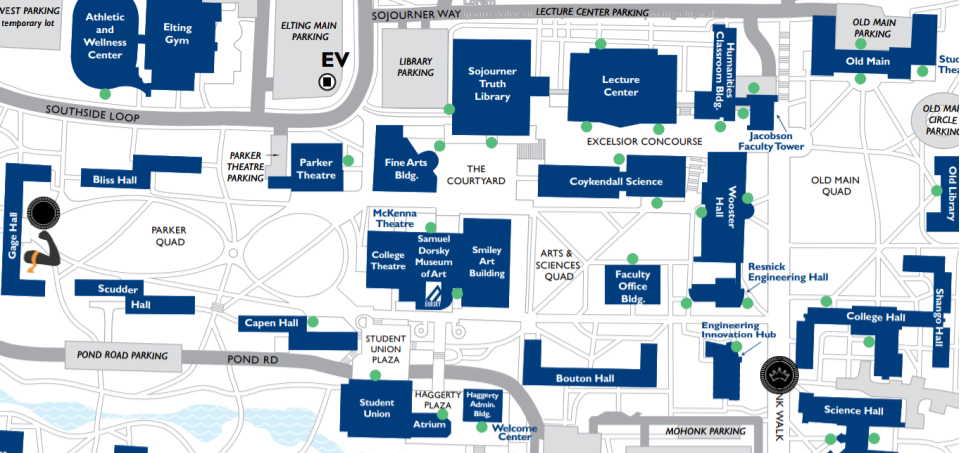 WEST PARKING
temporary lot
Athletic
and
Wellness
Center
Elting
Gym
ELTING MAIN
PARKING
EV
SOJOURNER WAY
LECTURE CENTER PARKING
LIBRARY
PARKING
Sojourner
Truth
Library
Lecture
Center
Humanities
Classroom Bldg.
OLD MAIN
PARKING
Old Main
Jacobson
Faculty Tower
OLD MAIN
CIRCLE
PARKING
SOUTHSIDE LOOP
EXCELSIOR CONCOURSE
PARKER
THEATRE
PARKING
Parker
Theatre
Fine Arts
Bldg.
THE
COURTYARD
Coykendall Science
Wooster
Hall
OLD MAIN
QUAD
Old Library
Bliss Hall
Gage Hall
PARKER
QUAD
McKenna
Theatre
College
Theatre
Samuel
Dorsky
Museum
of Art
DORSKY
Smiley
Art
Building
ARTS &
SCIENCES
QUAD
Faculty
Office
Bldg.
Resnick
Engineering Hall
Scudder
Hall
Capen Hall
Engineering
Innovation Hub
College Hall
Shango Hall
STUDENT
UNION
PLAZA
POND ROAD PARKING
POND RD
Bouton Hall
Student
Union
HAGGERTY
PLAZA
Atrium
Haggerty
Admin.
Bldg.
Welcome
Center
MOHONK PARKING
Science Hall